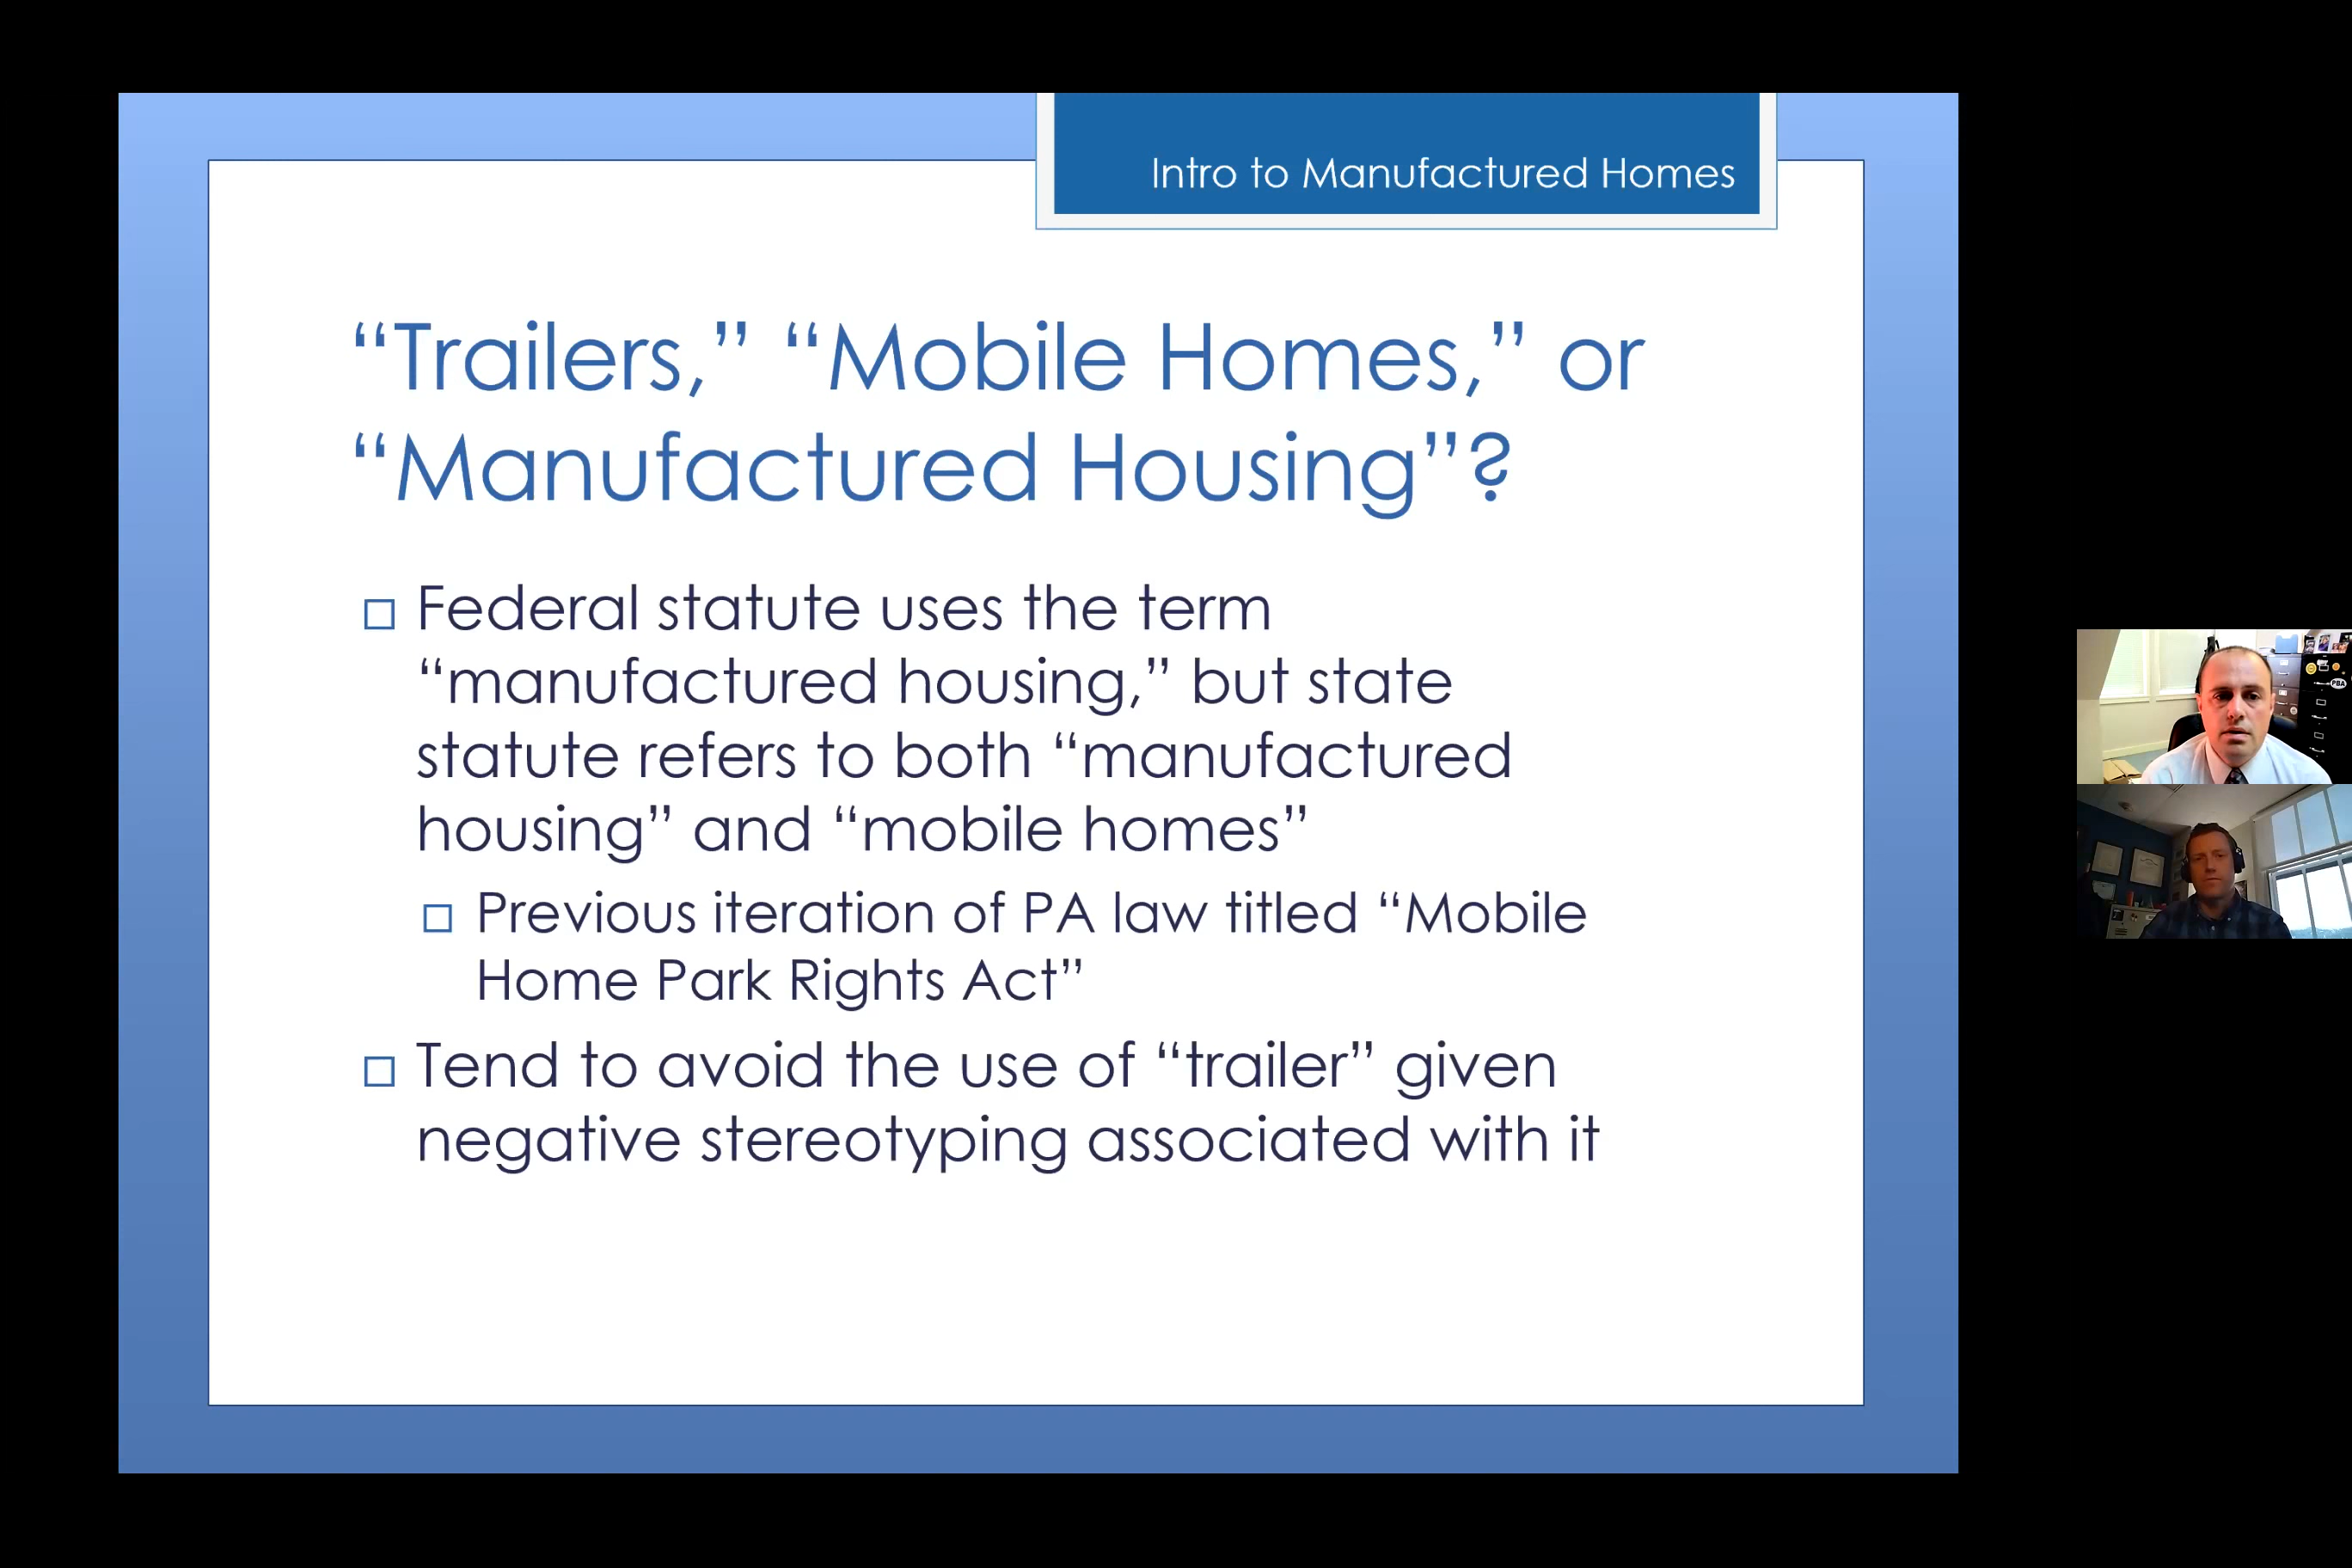 Intro to Manufactured Homes
“Trailers,” “Mobile Homes,” or
“Manufactured Housing”?
Federal statute uses the term
“manufactured housing,” but state
statute refers to both “manufactured
housing” and “mobile homes”
Previous iteration of PA law titled “Mobile
Home Park Rights Act”
Tend to avoid the use of “trailer” given
negative stereotyping associated with it
PBA